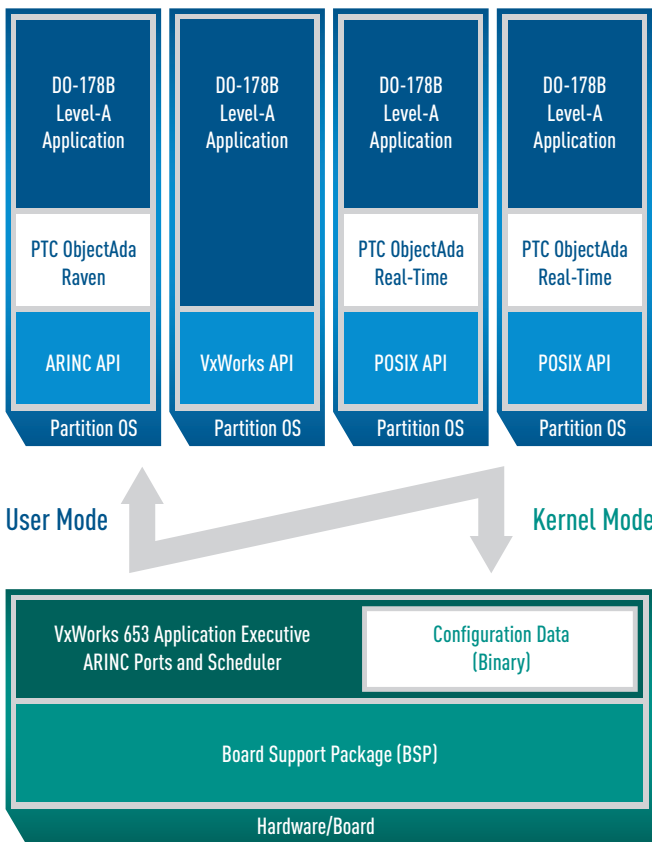 DO-178B
Level-A
Application
PTC ObjectAda
Raven
ARINC API
Partition OS
DO-178B
Level-A
Application
VxWorks API
Partition OS
DO-178B
Level-A
Application
PTC ObjectAda
Real-Time
POSIX API
Partition OS
DO-178B
Level-A
Application
PTC ObjectAda
Real-Time
POSIX API
Partition OS
User Mode
Kernel Mode
VxWorks 653 Application Executive
ARINC Ports and Scheduler
Configuration Data
(Binary)
Board Support Package (BSP)
Hardware/Board